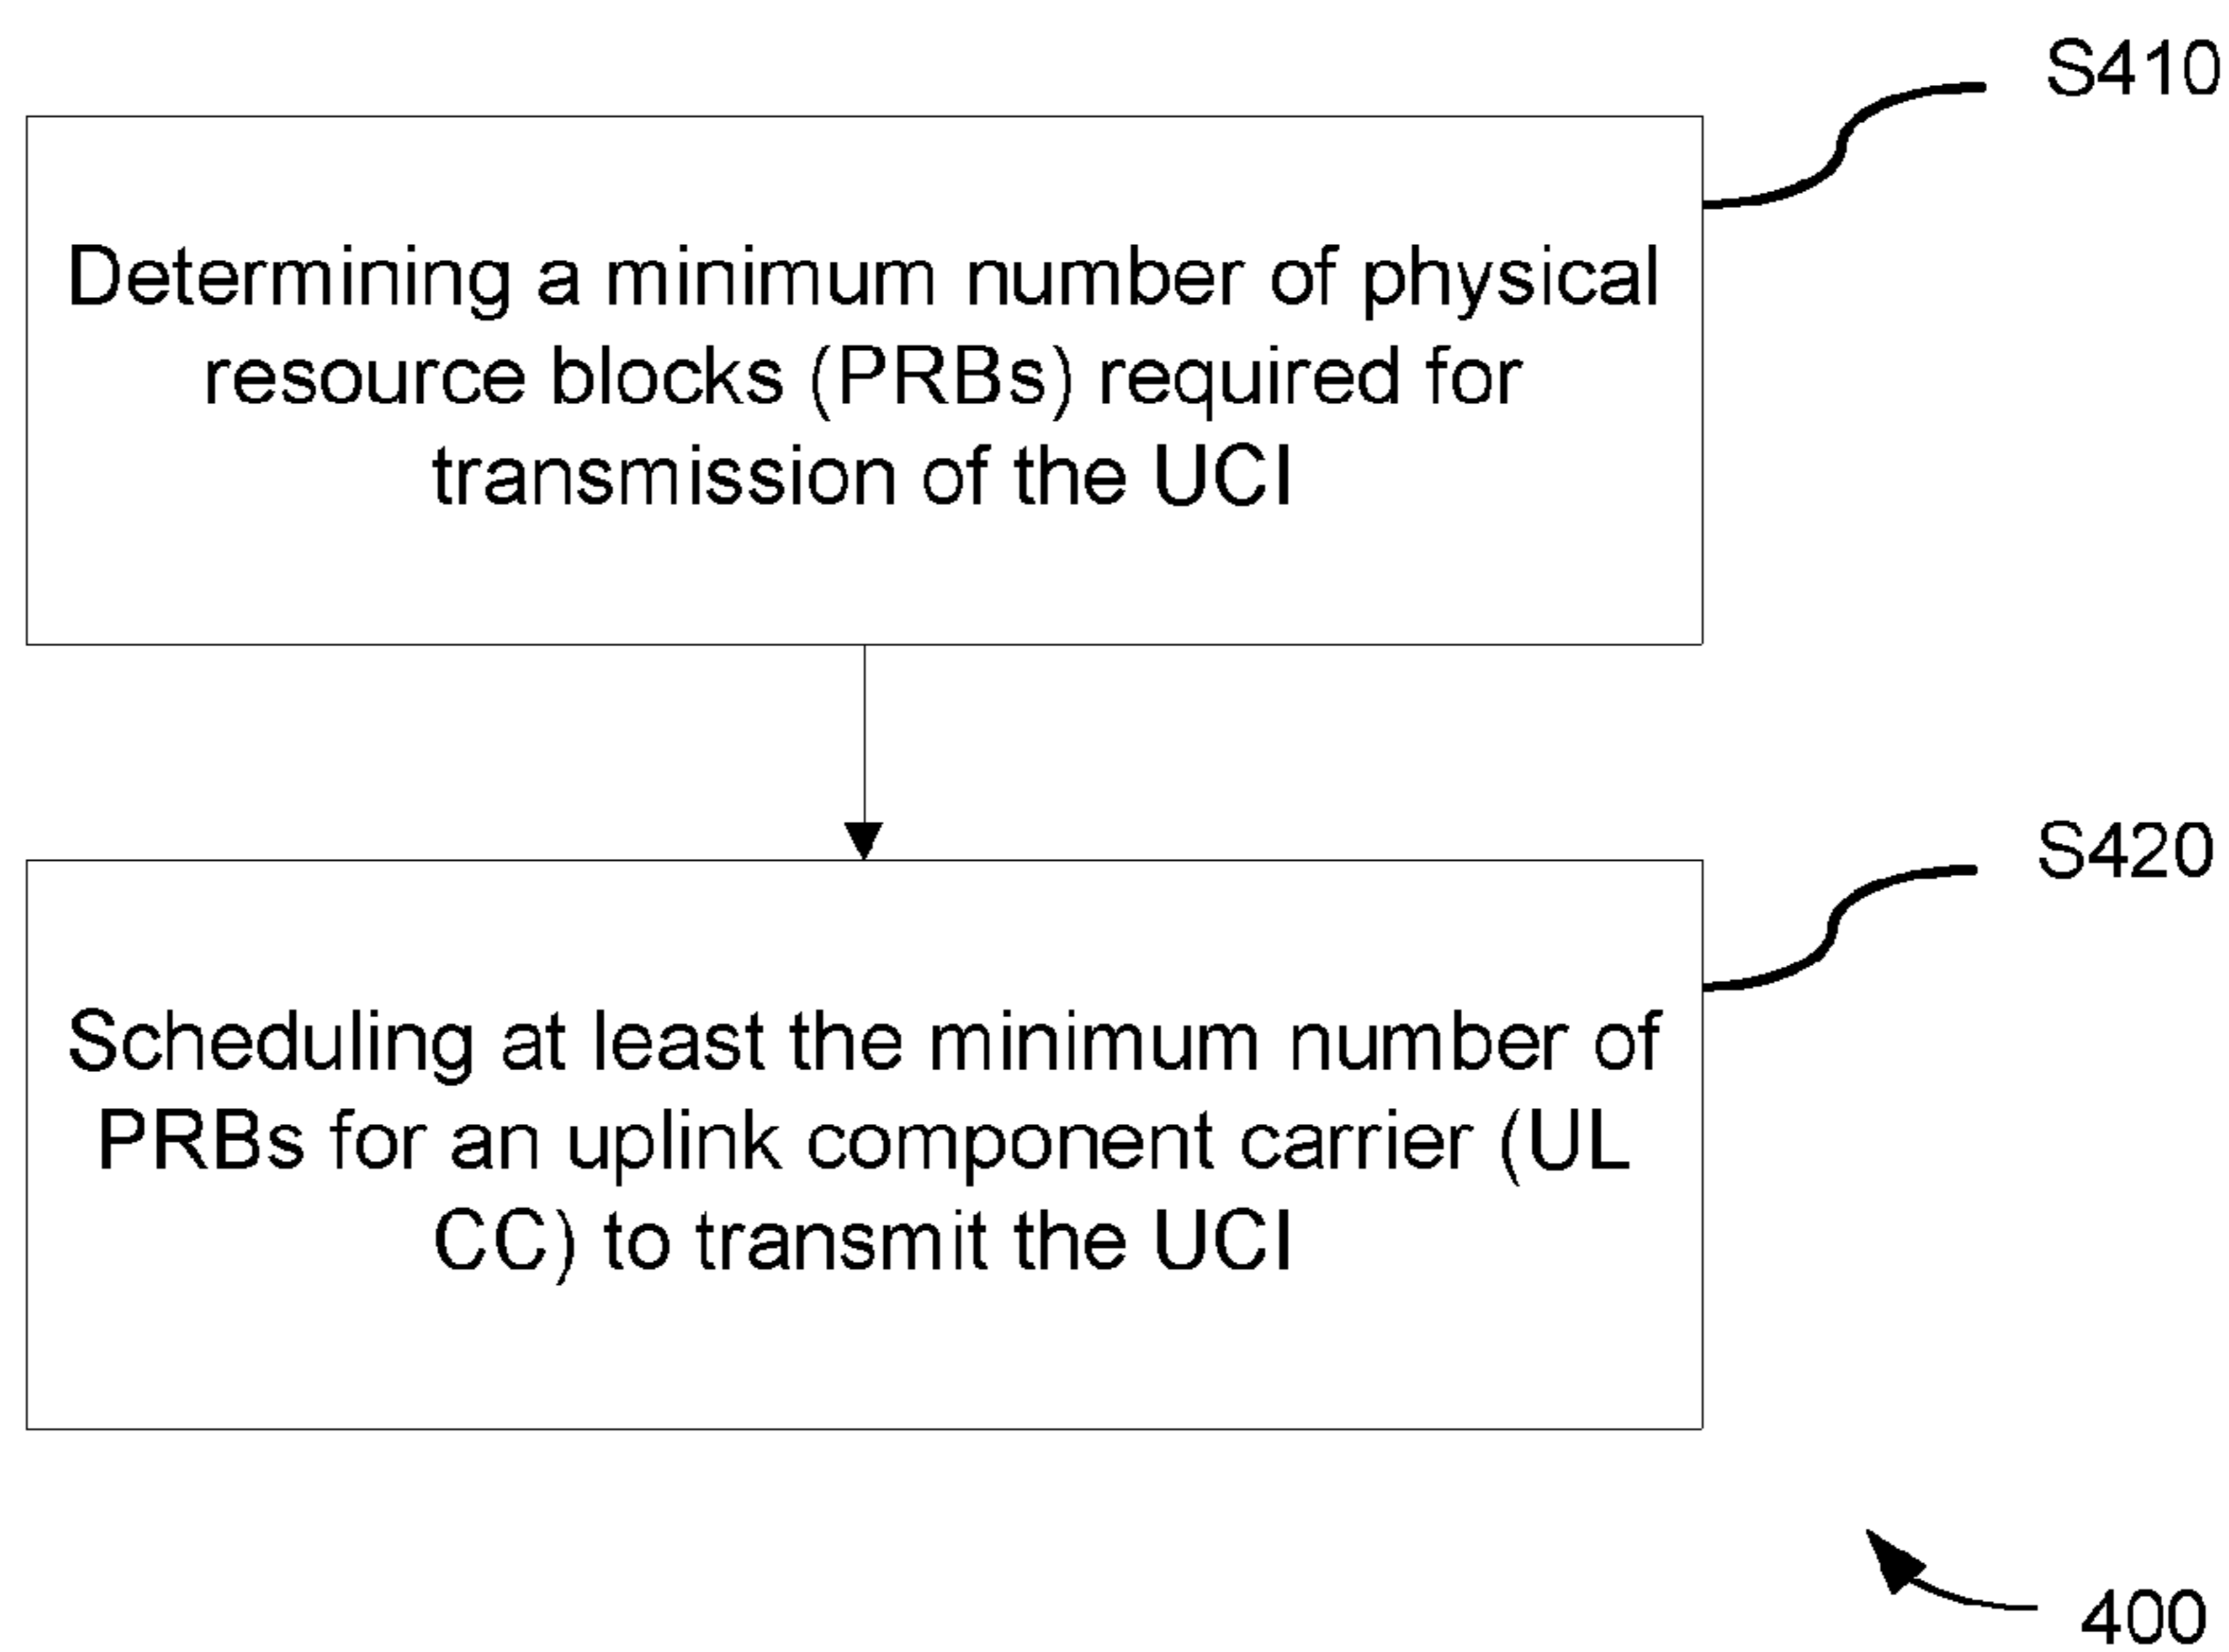 S410
Determining a minimum number of physical
resource blocks (PRBs) required for
transmission of the UCI
S420
Scheduling at least the minimum number of
PRBs for an uplink component carrier (UL
CC) to transmit the UCI
400